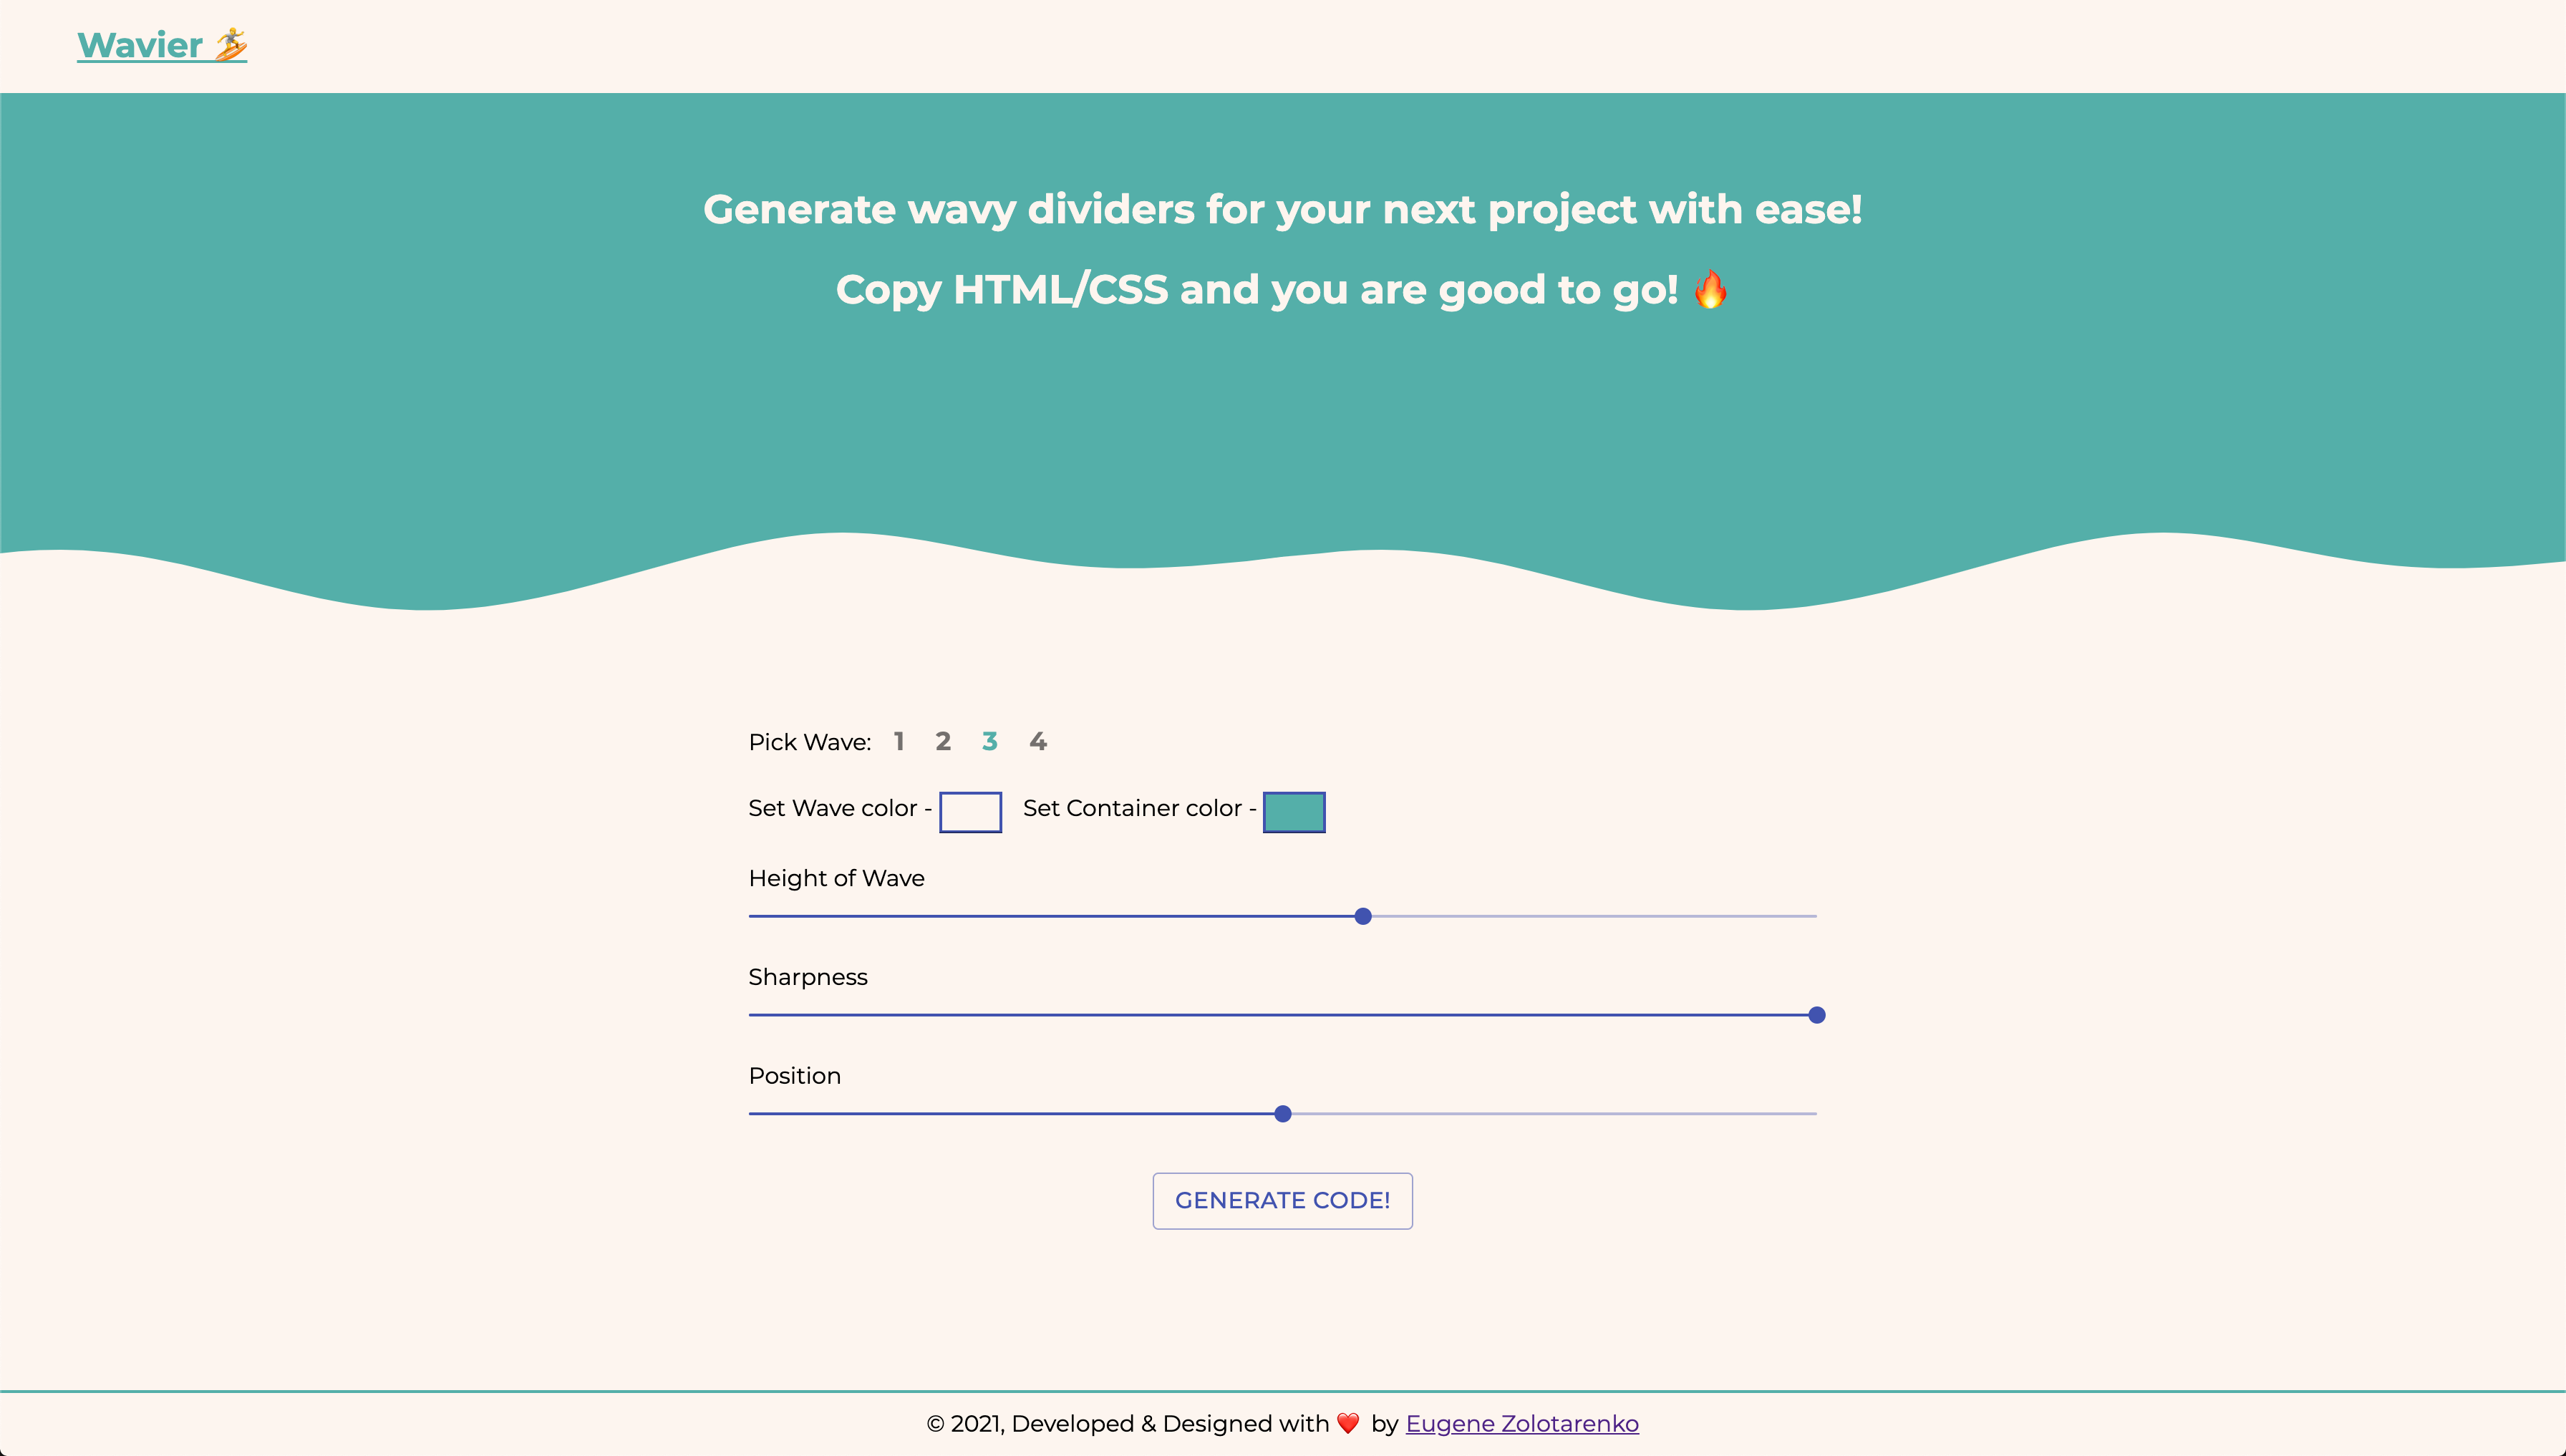 Wavier 🏄
Generate wavy dividers for your next project with ease!
Copy HTML/CSS and you are good to go! 🔥
Pick Wave: 1 2 3 4
Set Wave color - Set Container color -
Height of Wave
Sharpness
Position
GENERATE CODE!
© 2021, Developed & Designed with ❤️ by Eugene Zolotarenko